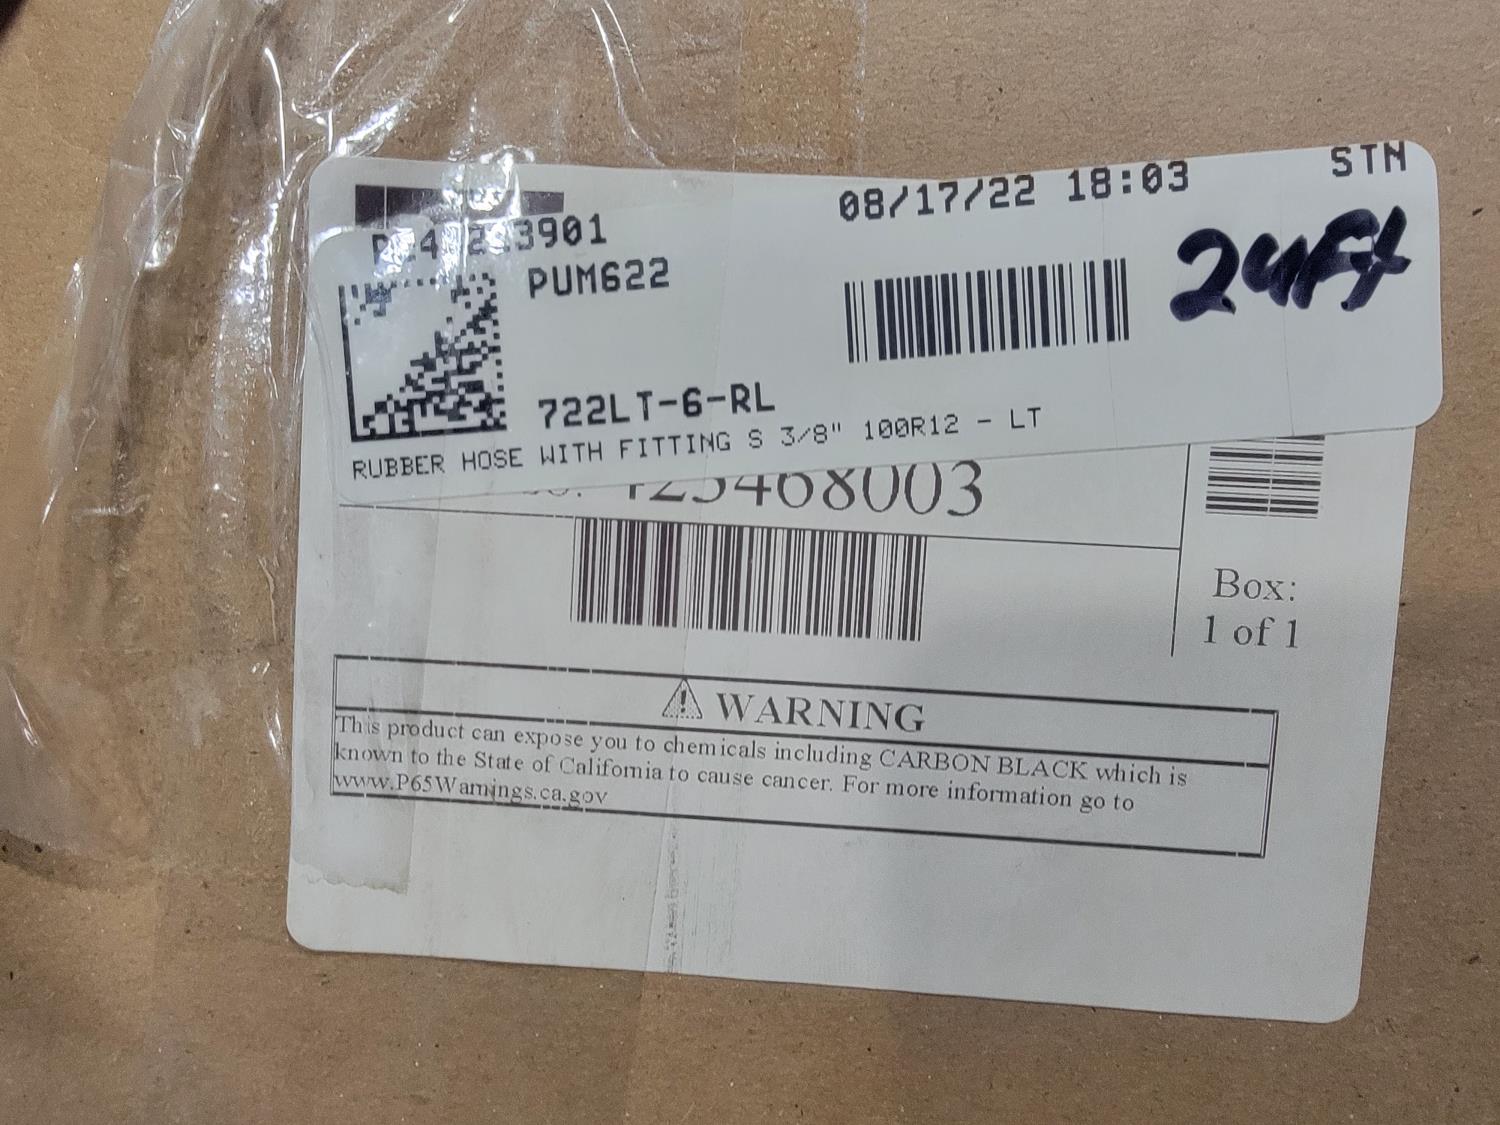 08/17/22 18:03
STN
3901
PUM622
24Ft
722LT-6-RL
RUBBER HOSE WITH FITTING S 3/8" 100R12 - LT
Box:
1 of 1
WARNING
This product can expose you to chemicals including CARBON BLACK which is
known to the State of California to cause cancer. For more information go to
www.P65Warnings.ca.gov